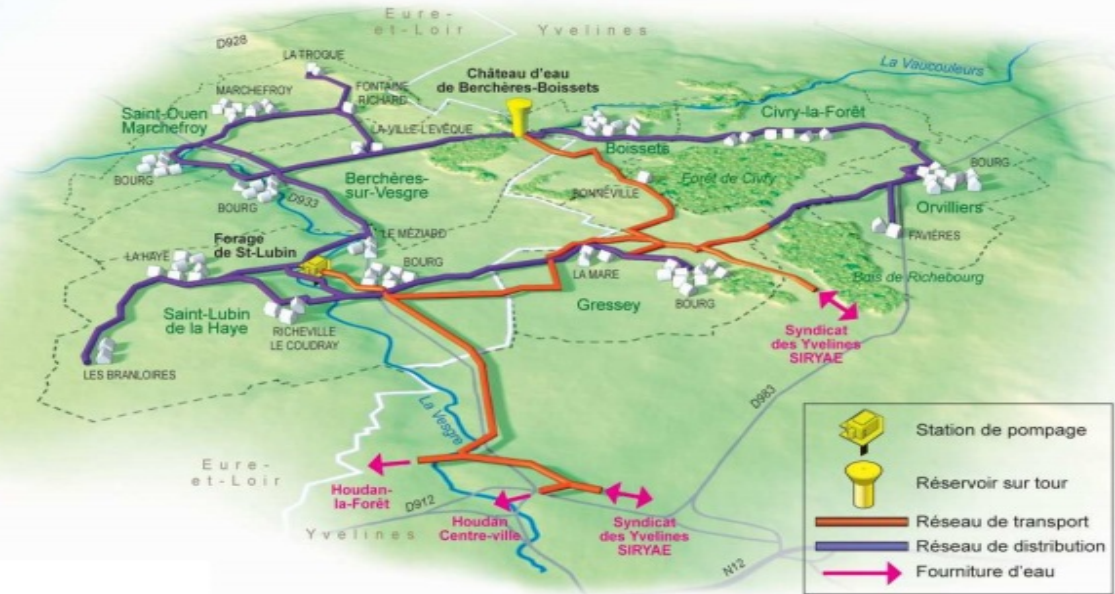 Eure-
et-Loir
Yvelines
D928
LA TROQUE
Château d'eau
de Berchères-Boissets
La Vaucouleurs
MARCHEFROY
FONTAINE
RICHARD
Saint-Ouen
Marchefroy
Civry-la-Forêt
LA-VILLE-L'EVÊQUE
Boissets
BOURG
BOURG
Berchères-
sur-Vesgre
Forêt de Civry
BONNEVILLE
BOURG
D933
Orvilliers
LE MÉZIARD
FAVIÈRES
Forage
de St-Lubin
LA HAYE
BOURG
LA MARE
Bois de Richebourg
Gressey
BOURG
Saint-Lubin
de la Haye
RICHEVILLE
LE COUDRAY
Syndicat
des Yvelines
SIRYAE
LES BRANLOIRES
D983
La Vesgre
Eure-
et-Loir
Houdan-
la-Forêt
D912
Yvelines
Houdan
Centre-ville
Syndicat
des Yvelines
SIRYAE
N12
Station de pompage
Réservoir sur tour
Réseau de transport
Réseau de distribution
Fourniture d'eau